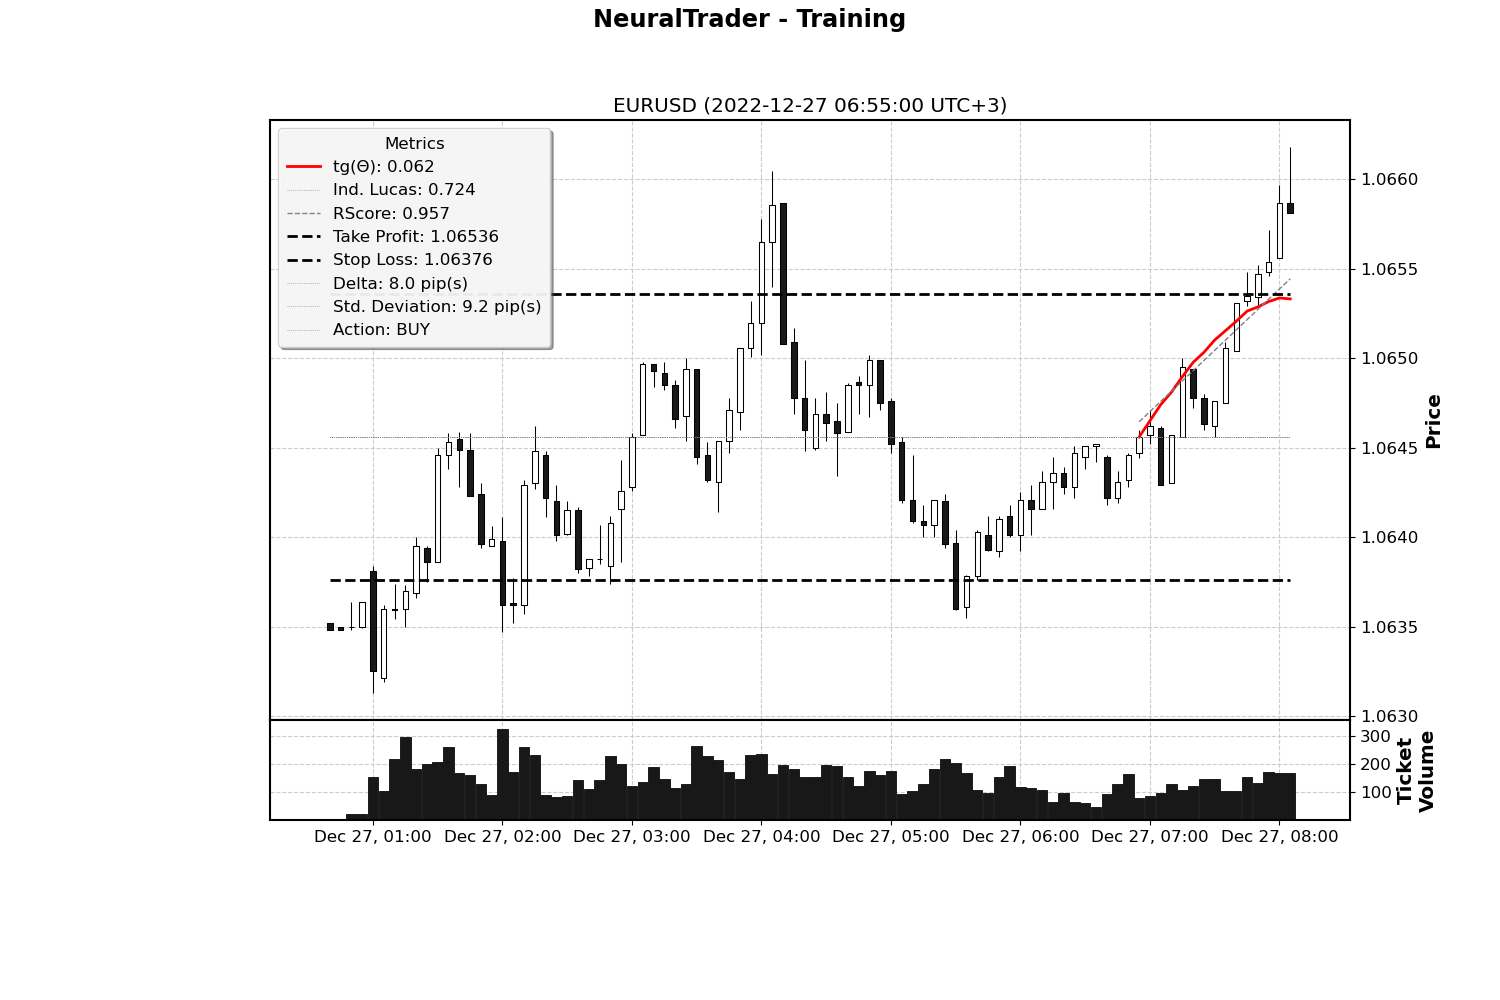 NeuralTrader - Training
EURUSD (2022-12-27 06:55:00 UTC+3)
Metrics
tg(Θ): 0.062
Ind. Lucas: 0.724
RScore: 0.957
Take Profit: 1.06536
Stop Loss: 1.06376
Delta: 8.0 pip(s)
Std. Deviation: 9.2 pip(s)
Action: BUY
1.0660
1.0655
1.0650
1.0645
1.0640
1.0635
1.0630
Price
300
200
100
Ticket
Volume
Dec 27, 01:00 Dec 27, 02:00 Dec 27, 03:00 Dec 27, 04:00 Dec 27, 05:00 Dec 27, 06:00 Dec 27, 07:00 Dec 27, 08:00